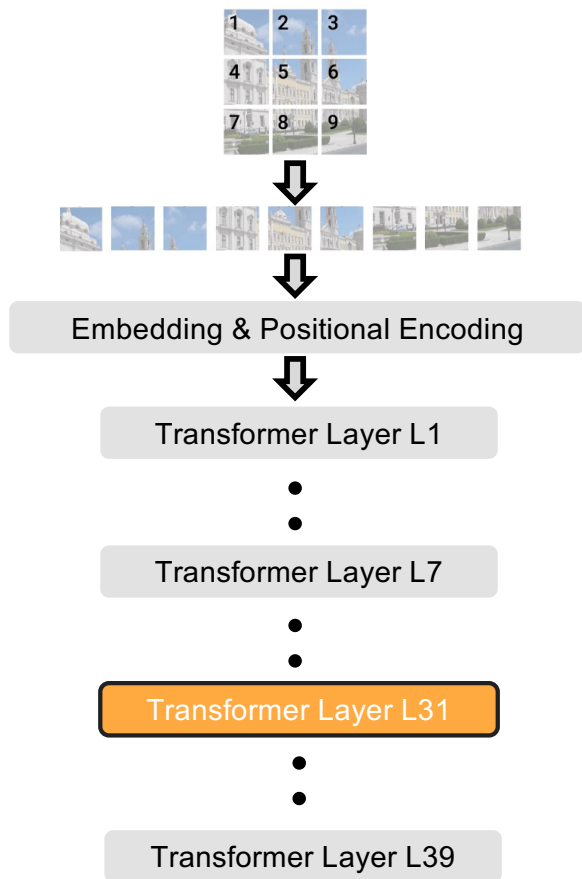 1 2 3
4 5 6
7 8 9
Embedding & Positional Encoding
Transformer Layer L1
Transformer Layer L7
Transformer Layer L31
Transformer Layer L39